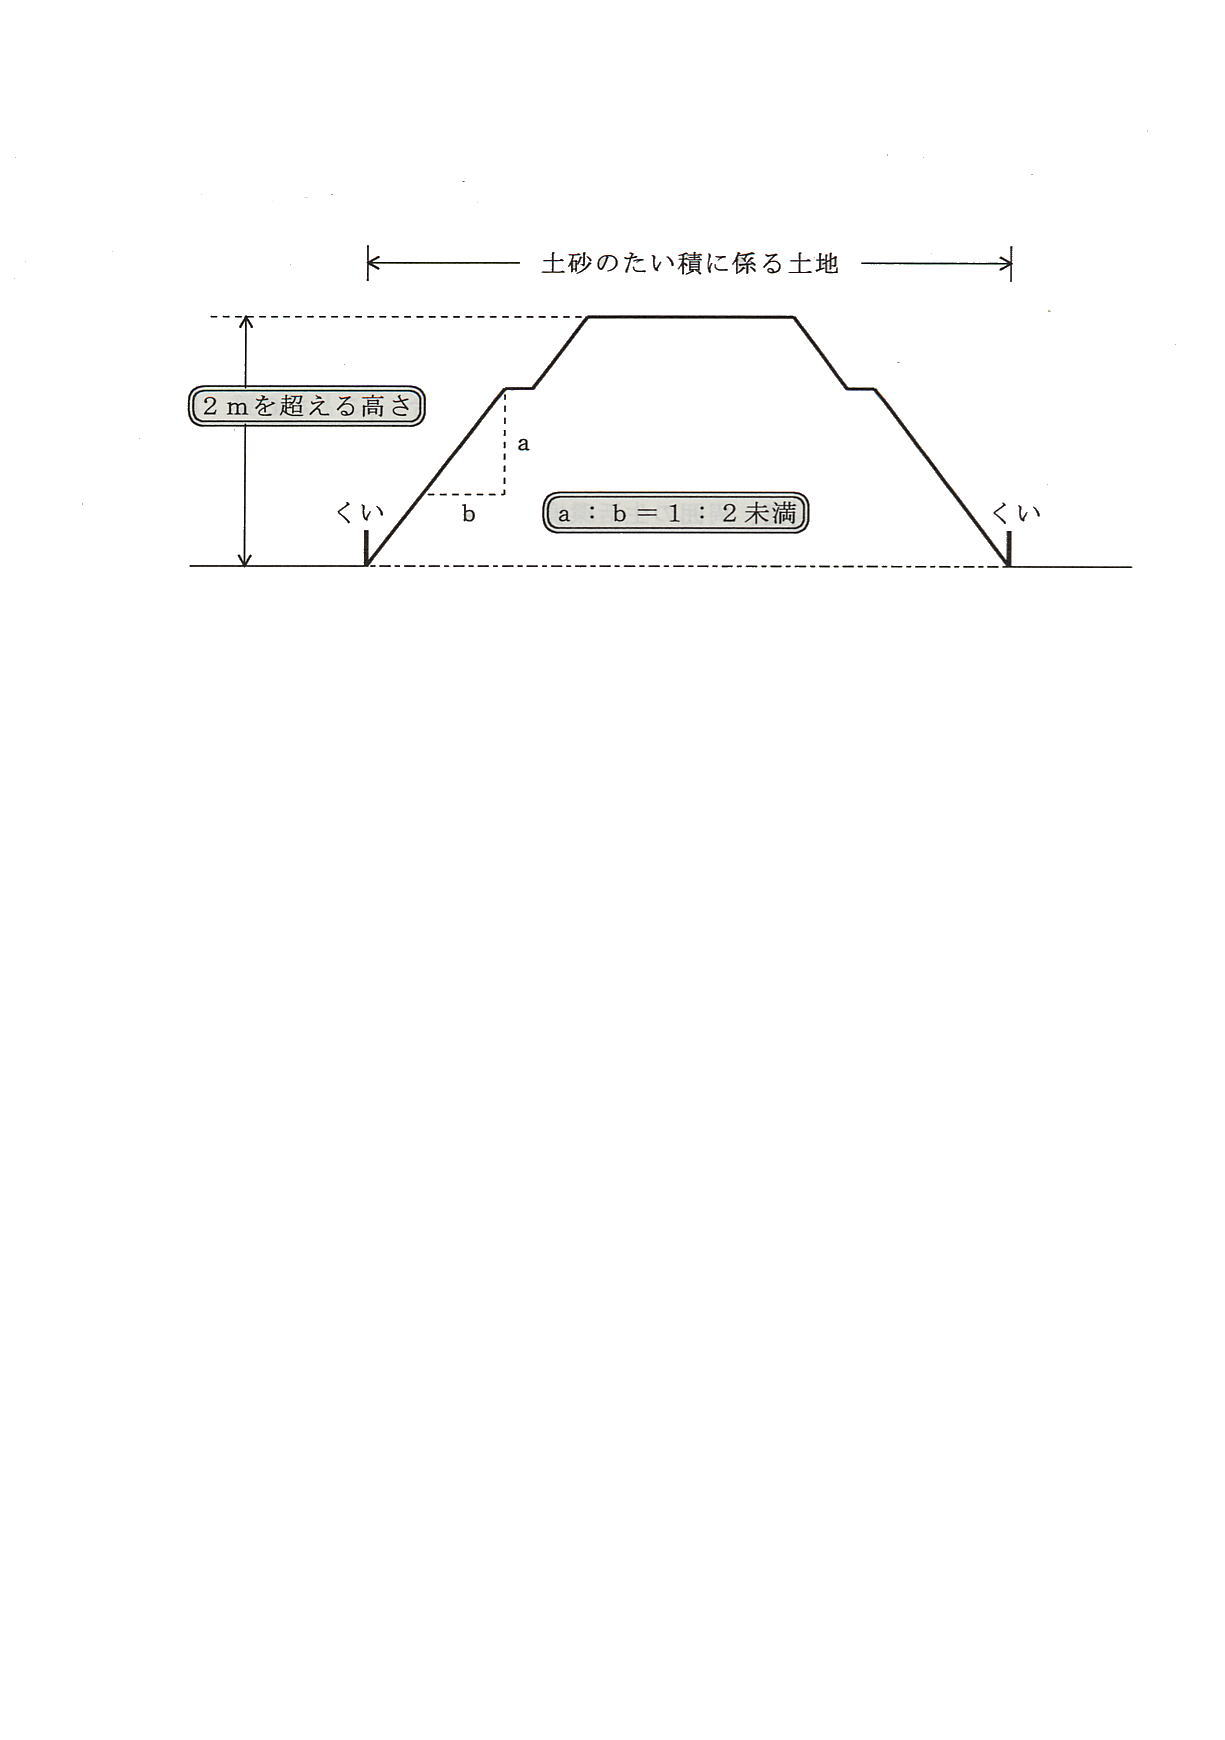 土砂のたい積に係る土地
２ｍを超える高さ
a
くい
b
a：b＝1：2未満
くい